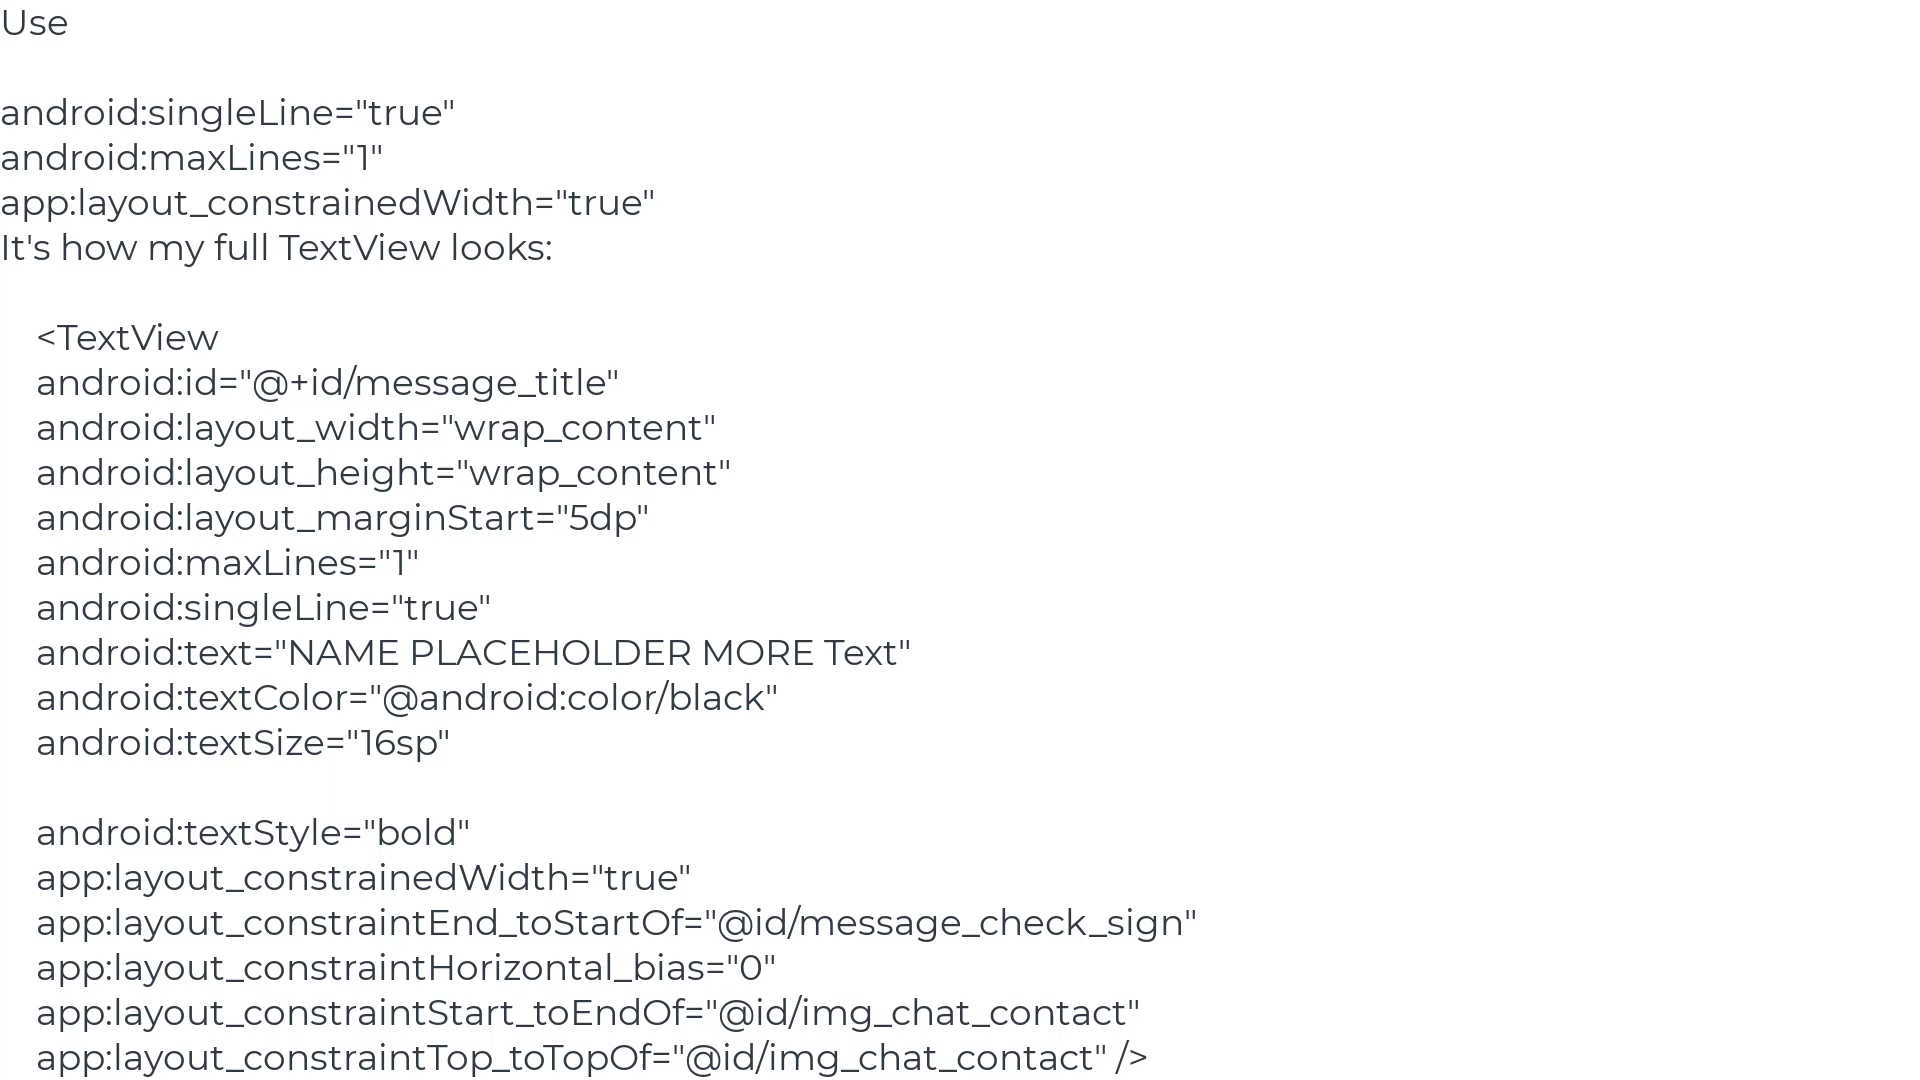 Use
android:singleLine="true"
android:maxLines="1"
app:layout_constrainedWidth="true"
It's how my full TextView looks:
<TextView
android:id="@+id/message_title"
android:layout_width="wrap_content"
android:layout_height="wrap_content"
android:layout_marginStart="5dp"
android:maxLines="1"
android:singleLine="true"
android:text="NAME PLACEHOLDER MORE Text"
android:textColor="@android:color/black"
android:textSize="16sp"
android:textStyle="bold"
app:layout_constrainedWidth="true"
app:layout_constraintEnd_toStartOf="@id/message_check_sign"
app:layout_constraintHorizontal_bias="0"
app:layout_constraintStart_toEndOf="@id/img_chat_contact"
app:layout_constraintTop_toTopOf="@id/img_chat_contact" />